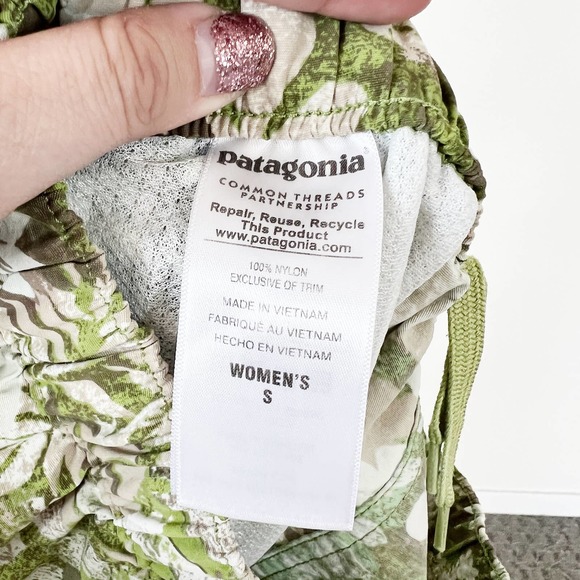 patagonia
COMMON THREADS
PARTNERSHIP
Repair, Reuse, Recycle
This Product
www.patagonia.com
100% NYLON
EXCLUSIVE OF TRIM
MADE IN VIETNAM
FABRIQUÉ AU VIETNAM
HECHO EN VIETNAM
WOMEN'S
S